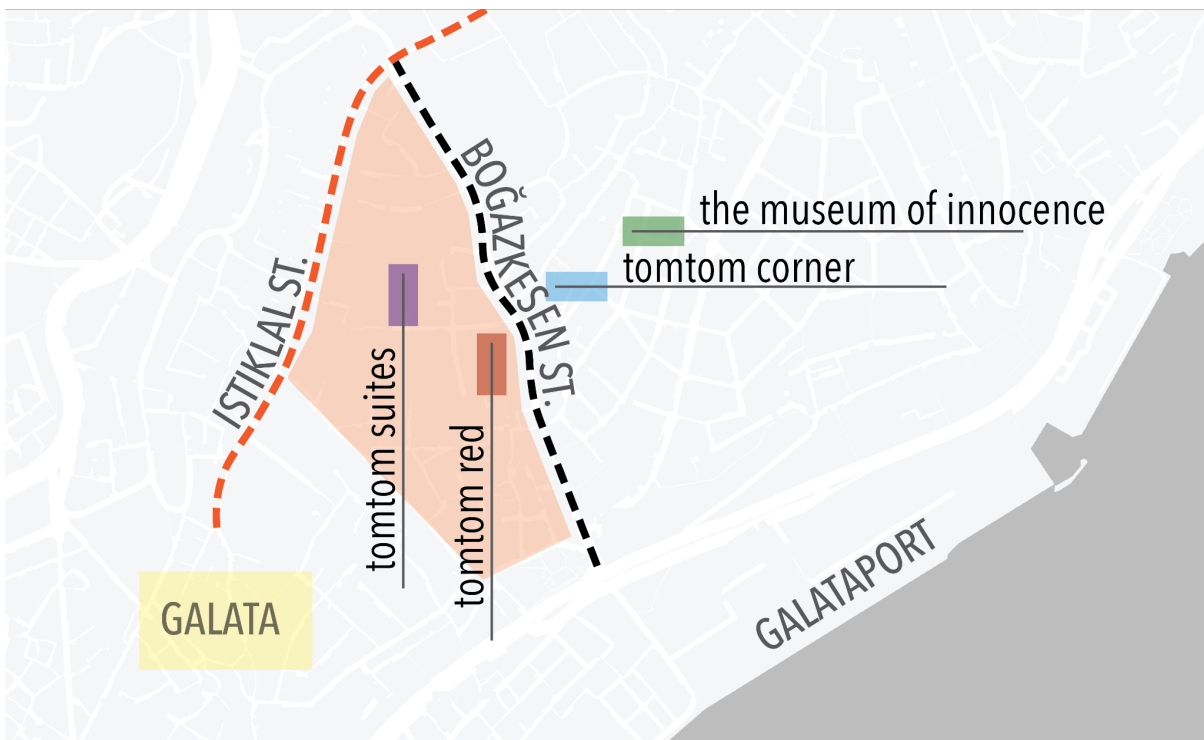 BOĞAZKESEN ST.
the museum of innocence
tomtom corner
ISTIKLAL ST.
tomtom suites
tomtom red
GALATAPORT
GALATA